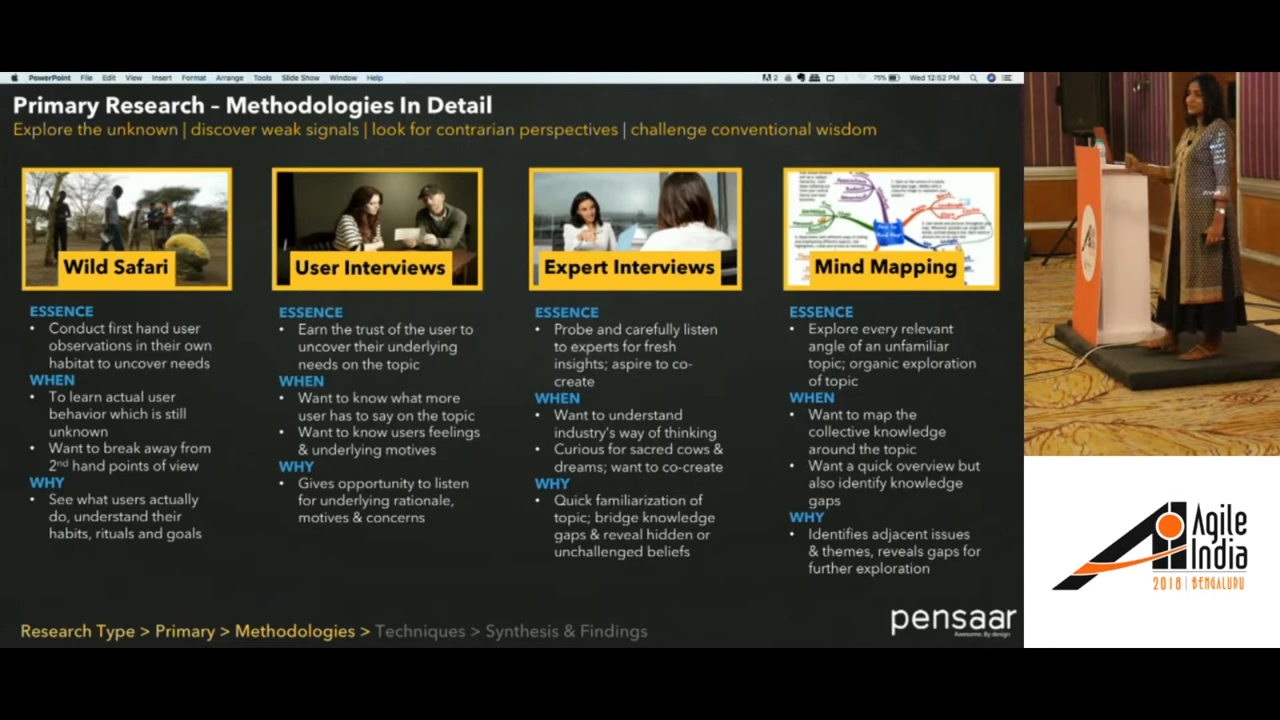 PowerPoint File Edit View Insert Format Arrange Tools Slide Show Window Help
2 75% Wed 12:52 PM
Primary Research – Methodologies In Detail
Explore the unknown | discover weak signals | look for contrarian perspectives | challenge conventional wisdom
Wild Safari
ESSENCE
• Conduct first hand user
observations in their own
habitat to uncover needs
WHEN
• To learn actual user
behavior which is still
unknown
• Want to break away from
2nd hand points of view
WHY
• See what users actually
do, understand their
habits, rituals and goals
User Interviews
ESSENCE
• Earn the trust of the user to
uncover their underlying
needs on the topic
WHEN
• Want to know what more
user has to say on the topic
• Want to know users feelings
& underlying motives
WHY
• Gives opportunity to listen
for underlying rationale,
motives & concerns
Expert Interviews
ESSENCE
• Probe and carefully listen
to experts for fresh
insights; aspire to co-
create
WHEN
• Want to understand
industry's way of thinking
• Curious for sacred cows &
dreams; want to co-create
WHY
• Quick familiarization of
topic; bridge knowledge
gaps & reveal hidden or
unchallenged beliefs
Mind Mapping
ESSENCE
• Explore every relevant
angle of an unfamiliar
topic; organic exploration
of topic
WHEN
• Want to map the
collective knowledge
around the topic
• Want a quick overview but
also identify knowledge
gaps
WHY
• Identifies adjacent issues
& themes, reveals gaps for
further exploration
Research Type > Primary > Methodologies > Techniques > Synthesis & Findings
pensaar
Awesome. By design
Agile
India
2018 | BENGALURU